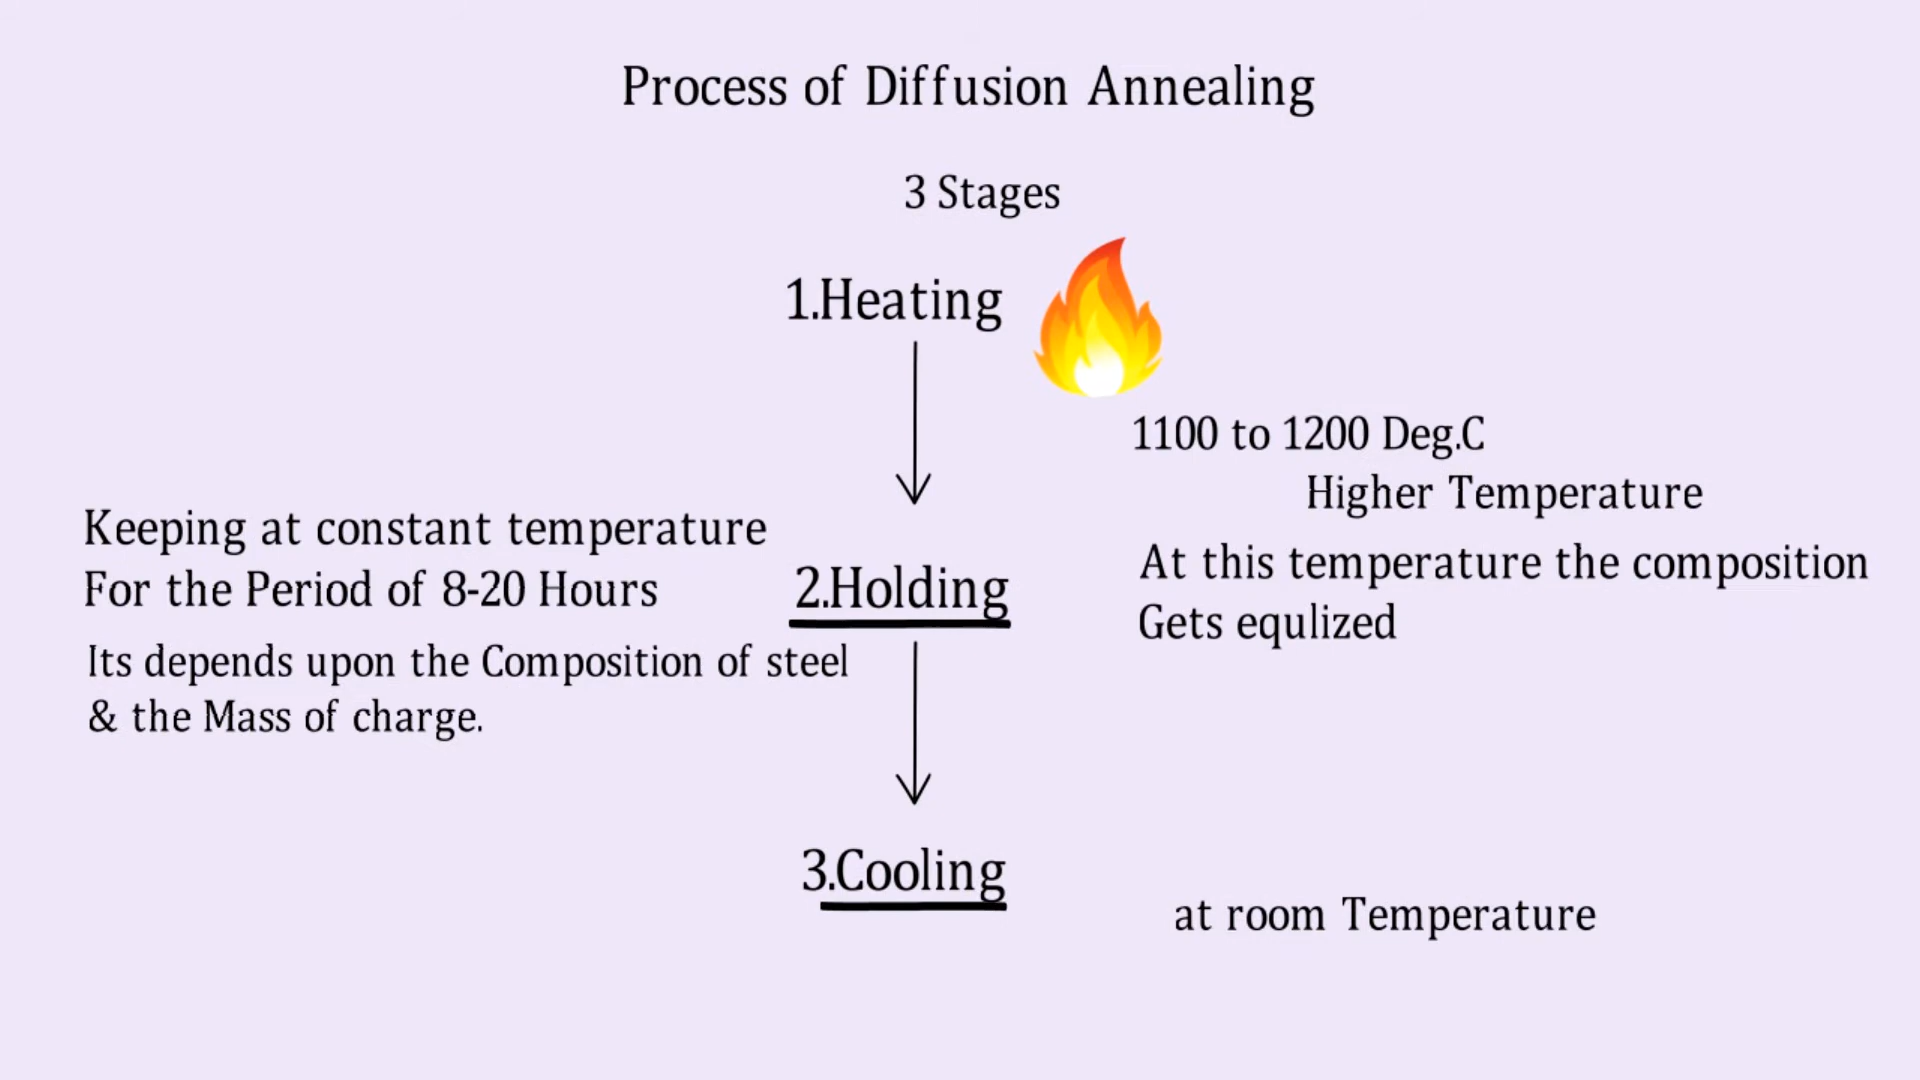 Process of Diffusion Annealing
3 Stages
1.Heating
1100 to 1200 Deg.C
Higher Temperature
At this temperature the composition
Gets equlized
Keeping at constant temperature
For the Period of 8-20 Hours
2.Holding
Its depends upon the Composition of steel
& the Mass of charge.
3.Cooling
at room Temperature